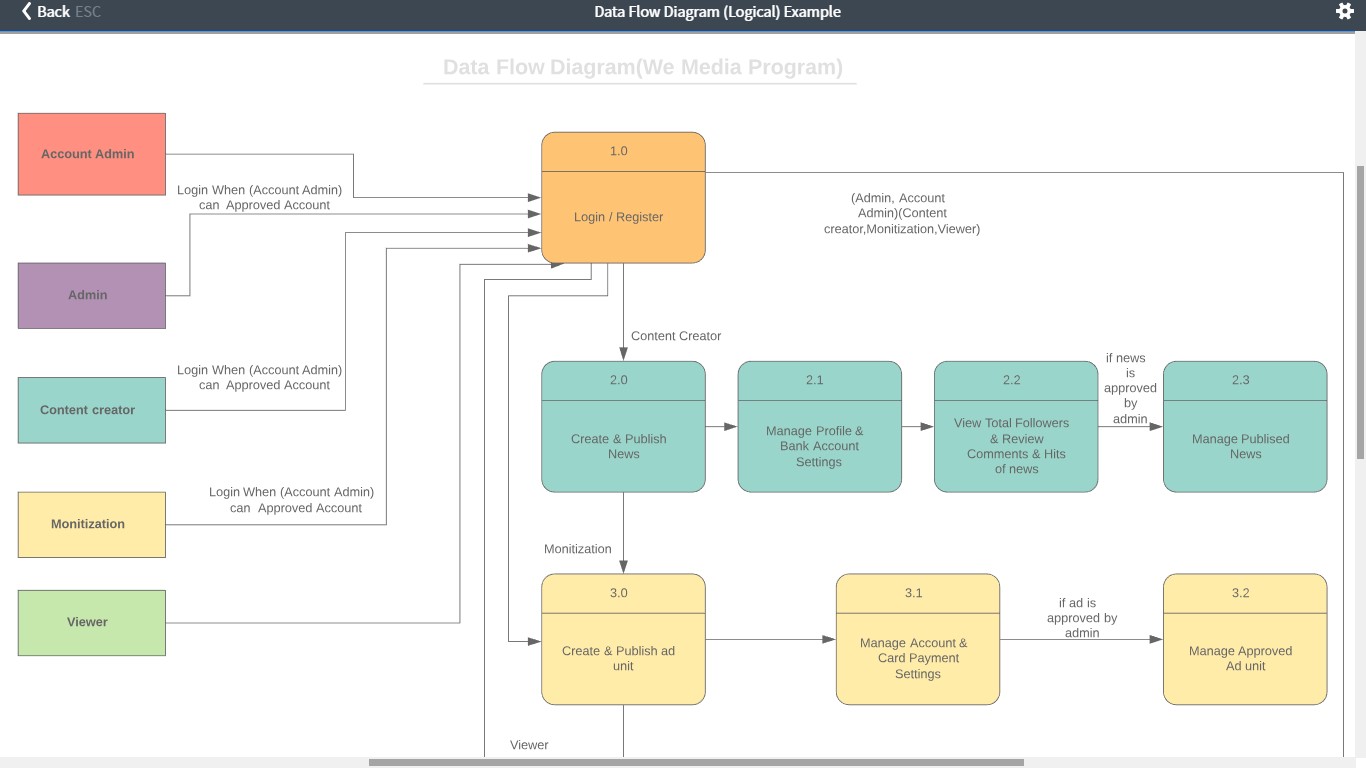 Back ESC
Data Flow Diagram (Logical) Example
Data Flow Diagram(We Media Program)
Account Admin
Login When (Account Admin)
can Approved Account
Admin
Login When (Account Admin)
can Approved Account
Content creator
Login When (Account Admin)
can Approved Account
Monitization
Viewer
1.0
Login / Register
(Admin, Account
Admin)(Content
creator,Monitization,Viewer)
Content Creator
2.0
Create & Publish
News
2.1
Manage Profile &
Bank Account
Settings
2.2
View Total Followers
& Review
Comments & Hits
of news
if news
is
approved
by
admin
2.3
Manage Publised
News
Monitization
3.0
Create & Publish ad
unit
3.1
Manage Account &
Card Payment
Settings
if ad is
approved by
admin
3.2
Manage Approved
Ad unit
Viewer